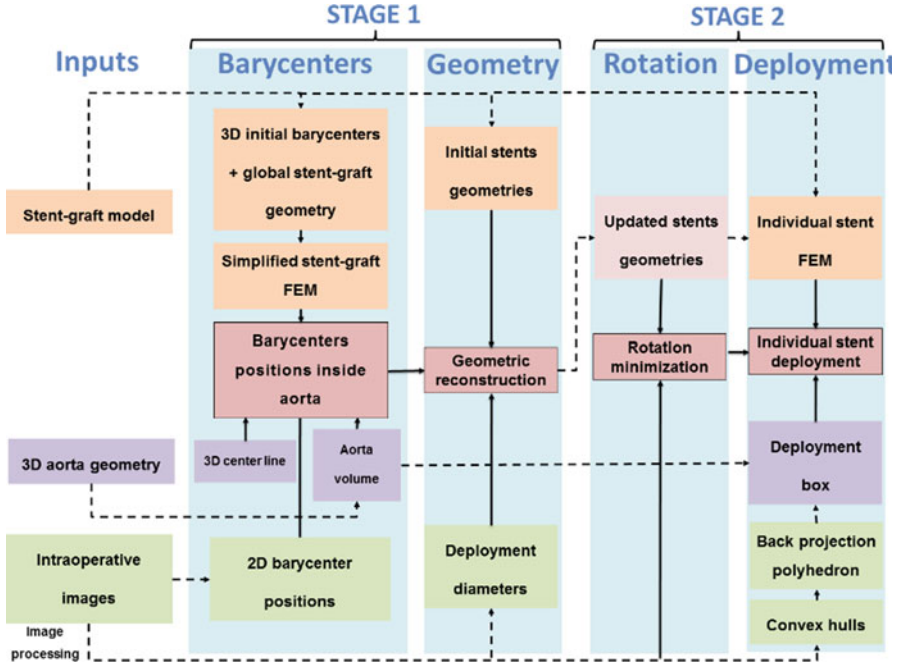 STAGE 1
STAGE 2
Inputs
Barycenters
Geometry
Rotation
Deployment
Stent-graft model
3D initial barycenters
+ global stent-graft
geometry
Initial stents
geometries
Simplified stent-graft
FEM
Updated stents
geometries
Individual stent
FEM
Barycenters
positions inside
aorta
Geometric
reconstruction
Rotation
minimization
Individual stent
deployment
3D aorta geometry
3D center line
Aorta
volume
Deployment
box
Intraoperative
images
2D barycenter
positions
Deployment
diameters
Back projection
polyhedron
Convex hulls
Image
processing